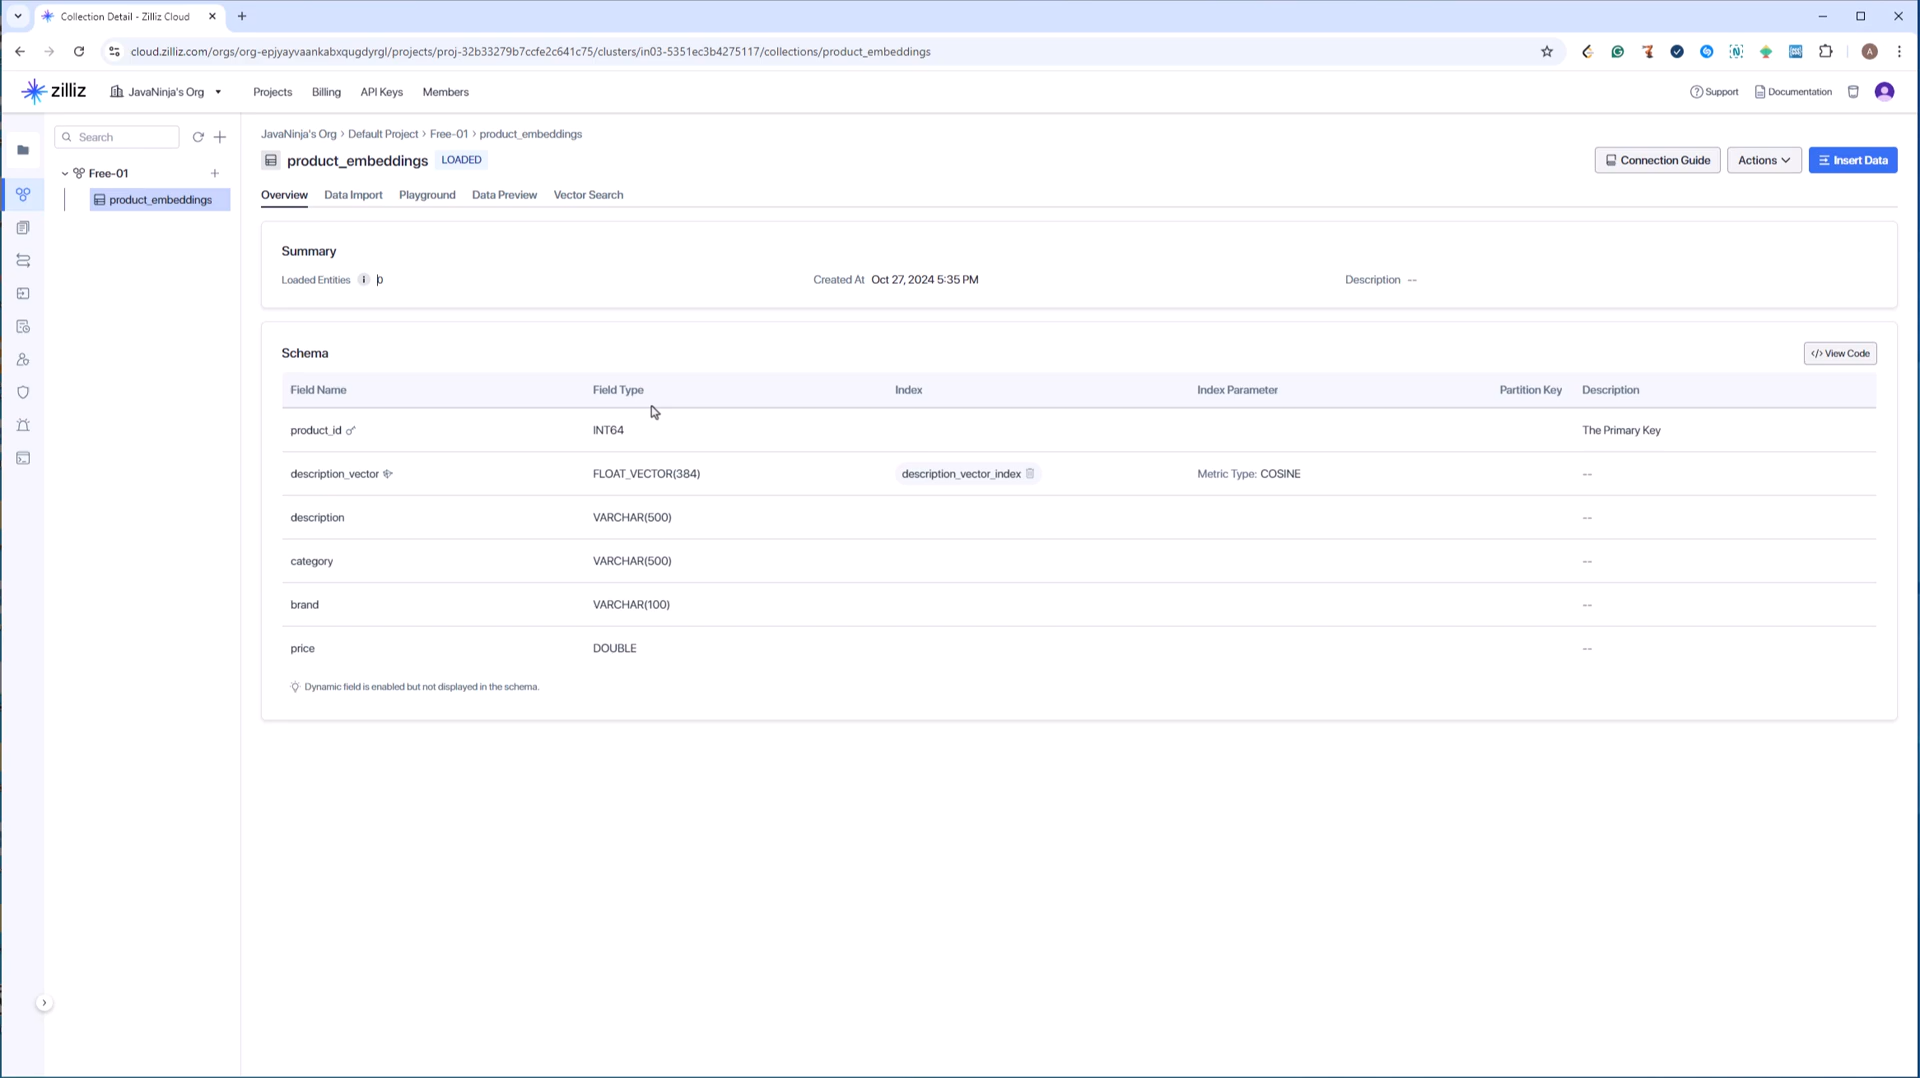 Collection Detail - Zilliz Cloud
cloud.zilliz.com/orgs/org-epjyayvaankabxqugdyrgl/projects/proj-32b33279b7ccfe2c641c75/clusters/in03-5351ec3b4275117/collections/product_embeddings
A
zilliz
JavaNinja's Org
Projects
Billing
API Keys
Members
Support
Documentation
Search
Free-01
product_embeddings
JavaNinja's Org > Default Project > Free-01 > product_embeddings
product_embeddings LOADED
Connection Guide
Actions
Insert Data
Overview
Data Import
Playground
Data Preview
Vector Search
Summary
Loaded Entities 0
Created At Oct 27, 2024 5:35 PM
Description --
Schema
</> View Code
Field Name Field Type Index Index Parameter Partition Key Description
product_id INT64 The Primary Key
description_vector FLOAT_VECTOR(384) description_vector_index Metric Type: COSINE --
description VARCHAR(500) --
category VARCHAR(500) --
brand VARCHAR(100) --
price DOUBLE --
Dynamic field is enabled but not displayed in the schema.